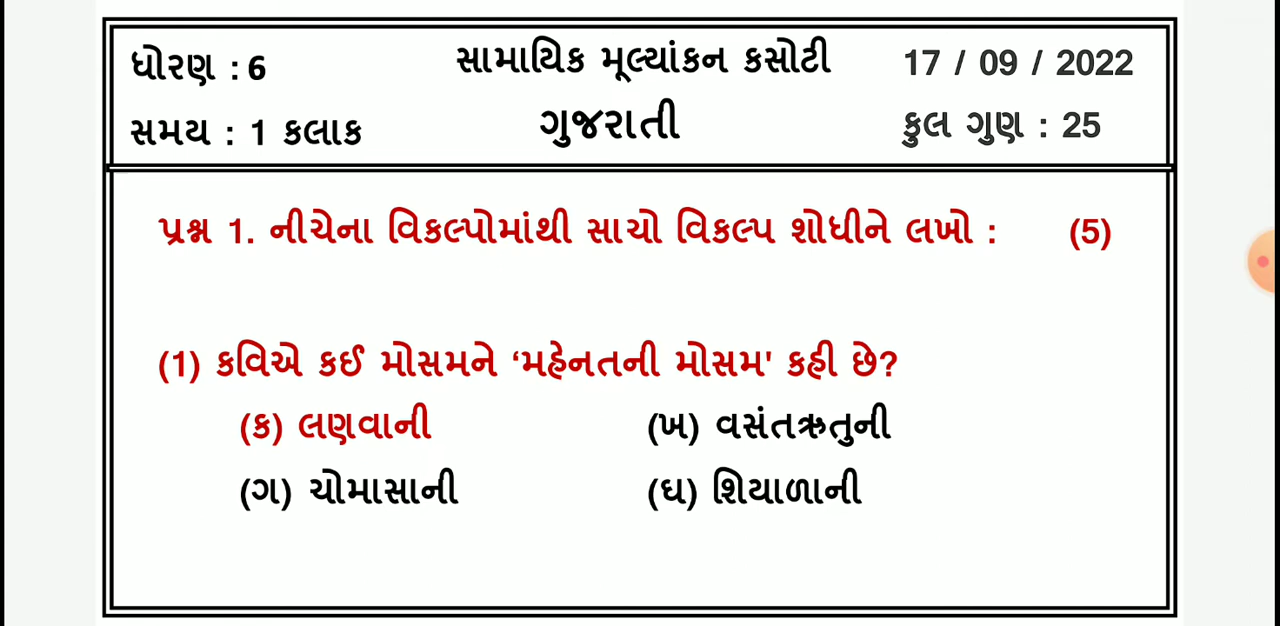 ધોરણ : 6 સામાયિક મૂલ્યાંકન કસોટી 17 / 09 / 2022
સમય : 1 કલાક ગુજરાતી કુલ ગુણ : 25
પ્રશ્ન 1. નીચેના વિકલ્પોમાંથી સાચો વિકલ્પ શોધીને લખો : (5)
(1) કવિએ કઈ મોસમને ‘મહેનતની મોસમ' કહી છે?
(ક) લણવાની (ખ) વસંતઋતુની
(ગ) ચોમાસાની (ઘ) શિયાળાની